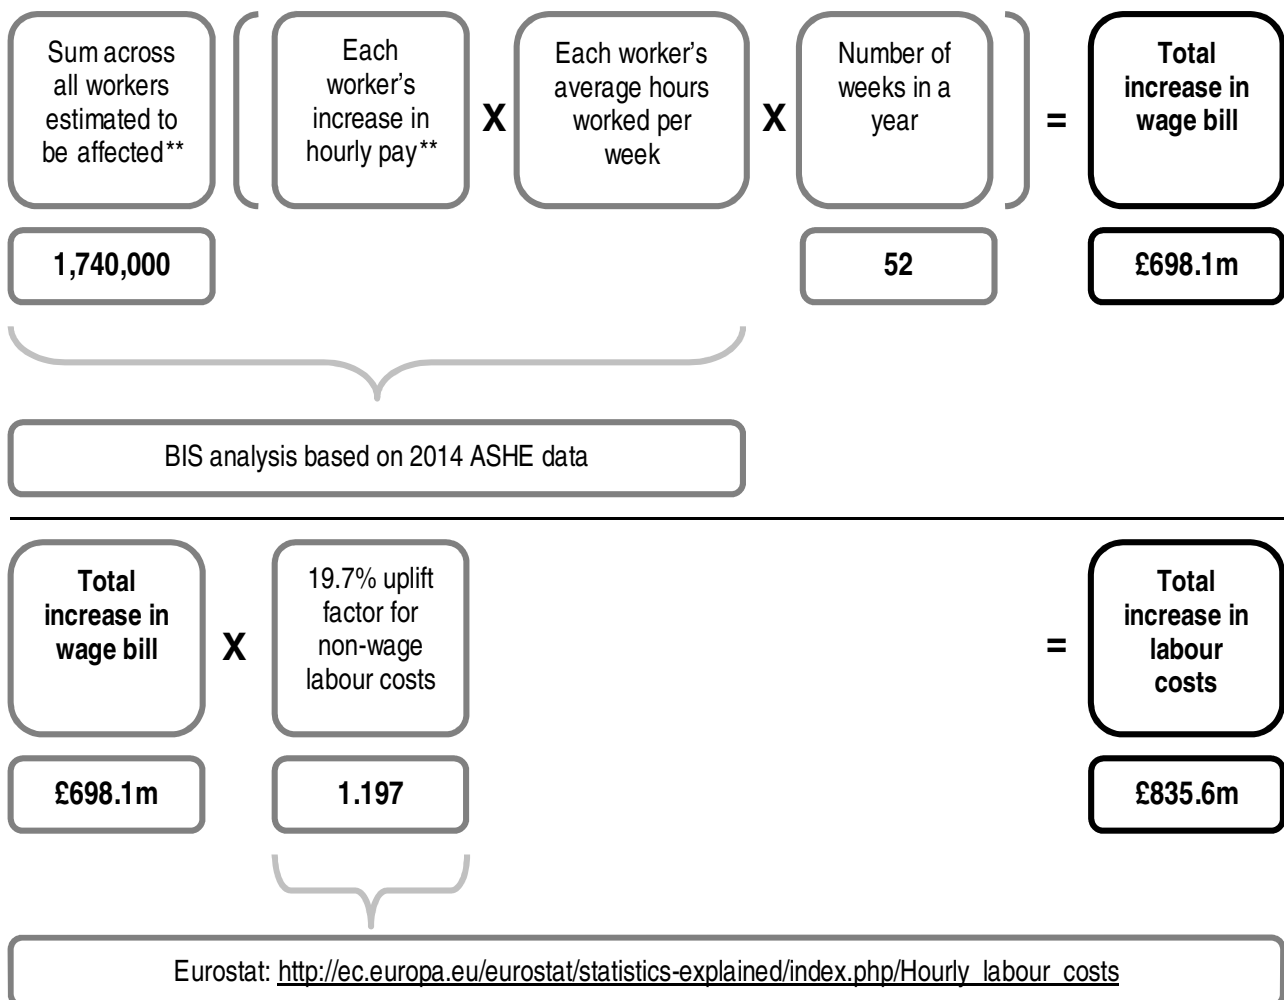 Sum across
all workers
estimated to
be affected**
Each
worker's
increase in
hourly pay**
X
Each worker's
average hours
worked per
week
X
Number of
weeks in a
year
=
Total
increase in
wage bill
1,740,000
52
£698.1m
BIS analysis based on 2014 ASHE data
Total
increase in
wage bill
X
19.7% uplift
factor for
non-wage
labour costs
=
Total
increase in
labour
costs
£698.1m
1.197
£835.6m
Eurostat: http://ec.europa.eu/eurostat/statistics-explained/index.php/Hourly_labour_costs